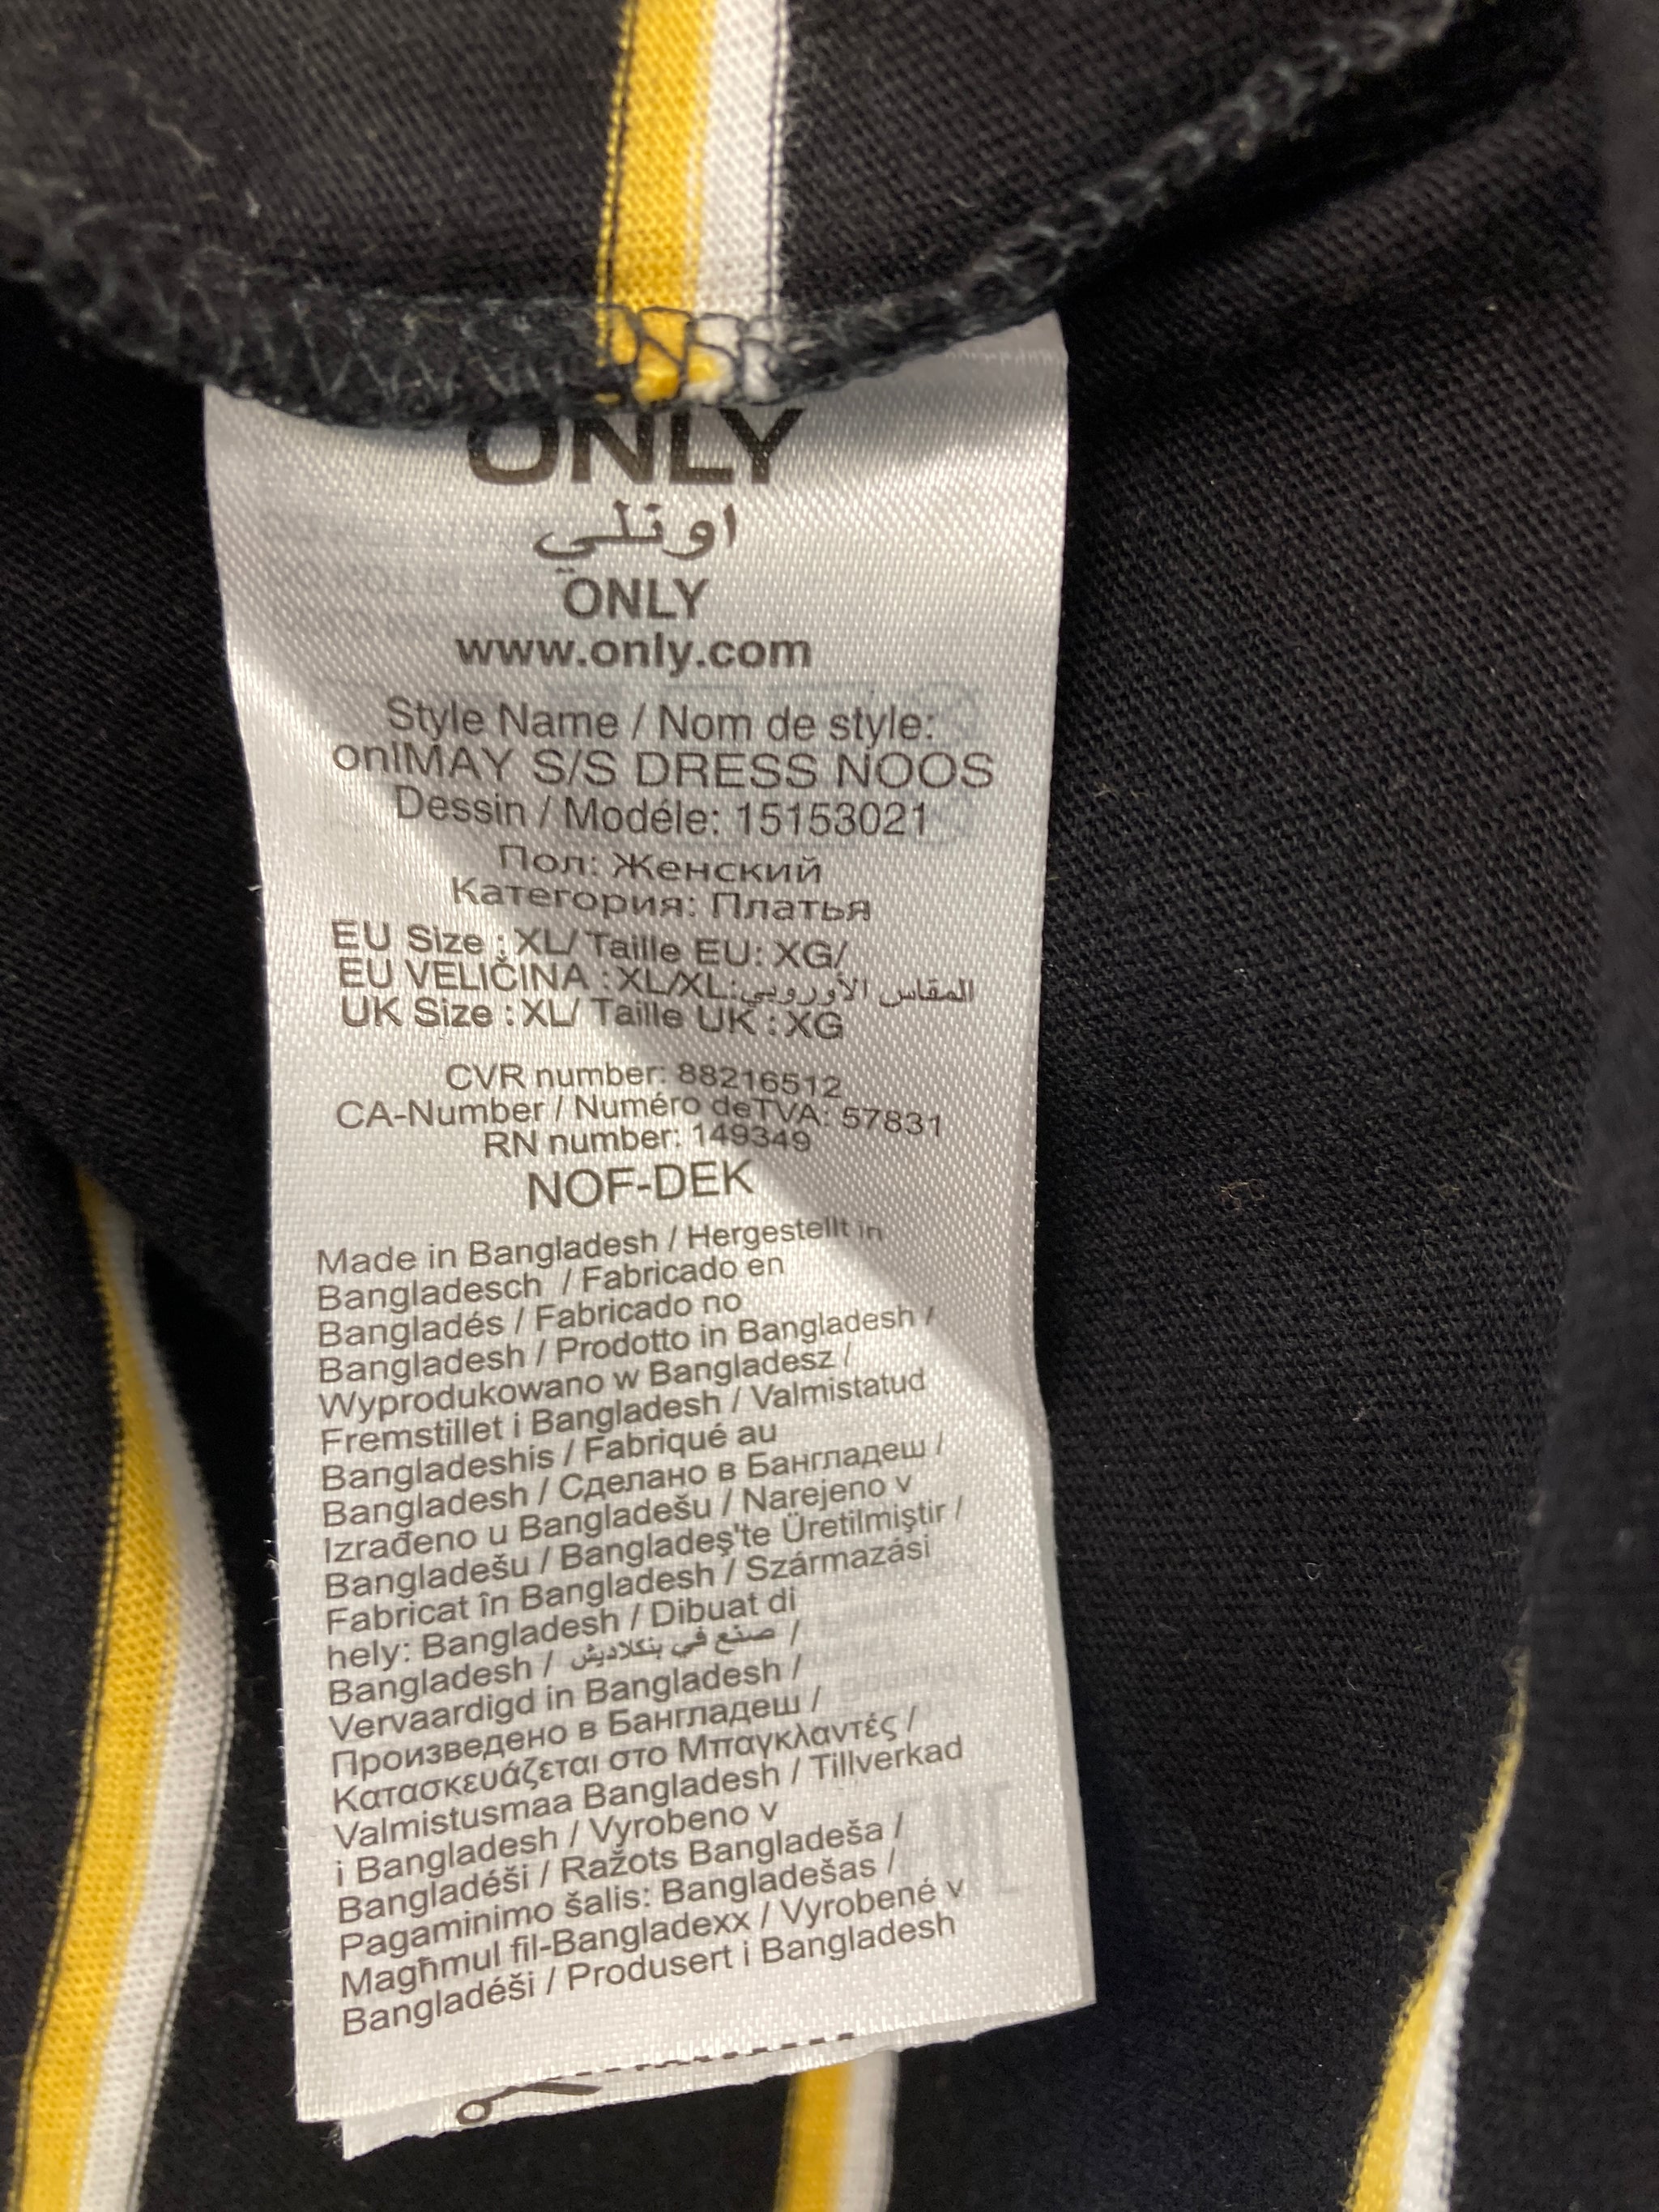 ONLY
اونلي
ONLY
www.only.com
Style Name / Nom de style:
onlMAY S/S DRESS NOOS
Dessin / Modéle: 15153021
Пол: Женский
Категория: Платья
EU Size : XL/ Taille EU: XG/
EU VELIČINA : XL/XL:المقاس الأوروبي
UK Size : XL/ Taille UK : XG
CVR number: 88216512
CA-Number / Numéro deTVA: 57831
RN number: 149349
NOF-DEK
Made in Bangladesh / Hergestellt in
Bangladesch / Fabricado en
Bangladés / Fabricado no
Bangladesh / Prodotto in Bangladesh /
Wyprodukowano w Bangladesz /
Fremstillet i Bangladesh / Valmistatud
Bangladeshis / Fabriqué au
Bangladesh / Сделано в Бангладеш /
Izrađeno u Bangladešu / Narejeno v
Bangladešu / Bangladeş'te Üretilmiştir /
Fabricat în Bangladesh / Származási
hely: Bangladesh / Dibuat di
Bangladesh / صنع في بنكلاديش /
Vervaardigd in Bangladesh /
Произведено в Бангладеш /
Κατασκευάζεται στο Μπαγκλαντές /
Valmistusmaa Bangladesh / Tillverkad
i Bangladesh / Vyrobeno v
Bangladéši / Ražots Bangladeša /
Pagaminimo šalis: Bangladešas /
Magħmul fil-Bangladexx / Vyrobené v
Bangladéši / Produsert i Bangladesh